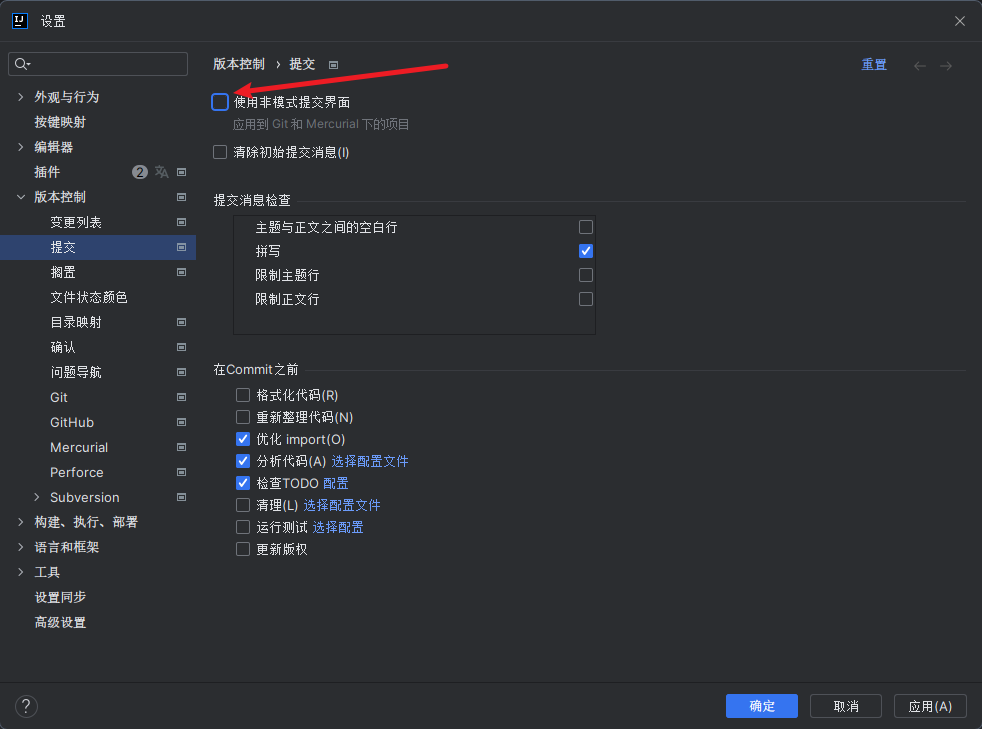 设置
版本控制 › 提交
重置
外观与行为
按键映射
编辑器
插件 2
版本控制
变更列表
提交
搁置
文件状态颜色
目录映射
确认
问题导航
Git
GitHub
Mercurial
Perforce
Subversion
构建、执行、部署
语言和框架
工具
设置同步
高级设置
使用非模式提交界面
应用到 Git 和 Mercurial 下的项目
清除初始提交消息(I)
提交消息检查
主题与正文之间的空白行
拼写
限制主题行
限制正文行
在Commit之前
格式化代码(R)
重新整理代码(N)
优化 import(O)
分析代码(A) 选择配置文件
检查TODO 配置
清理(L) 选择配置文件
运行测试 选择配置
更新版权
?
确定
取消
应用(A)